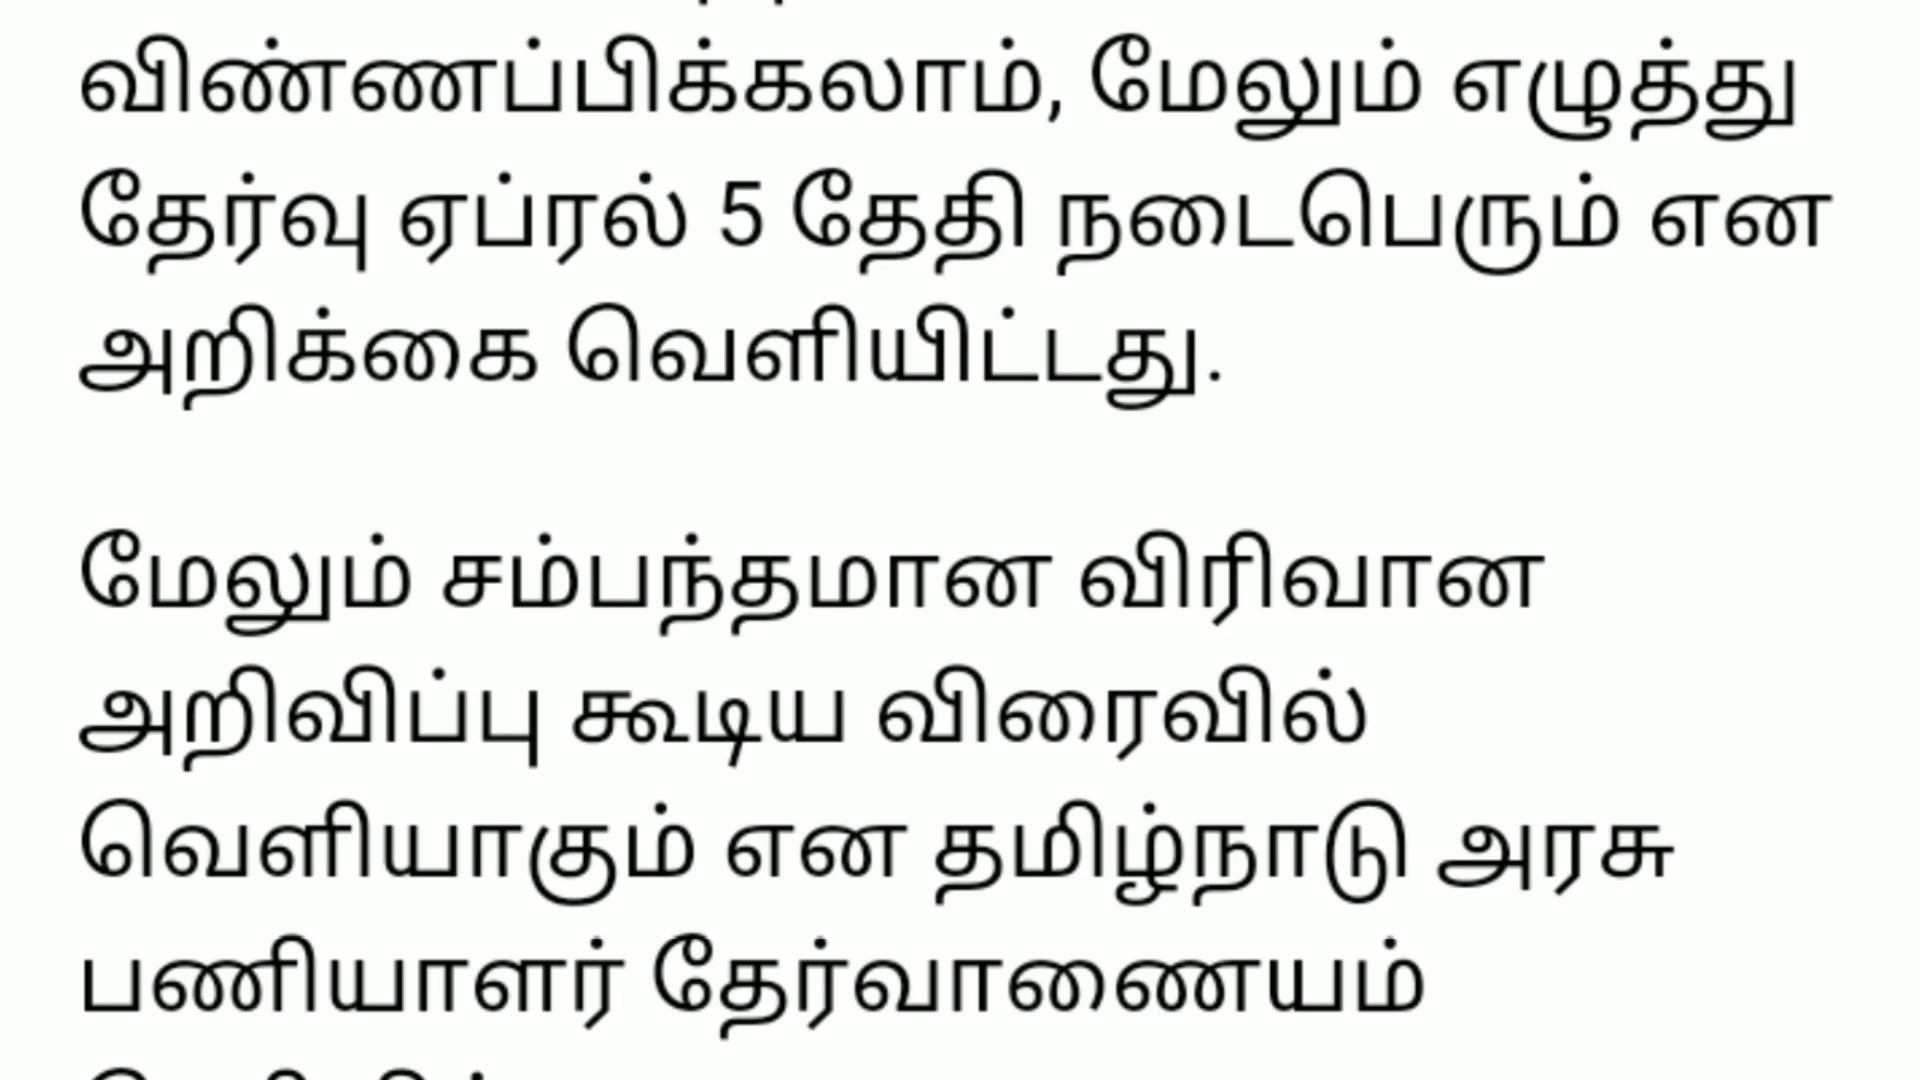 விண்ணப்பிக்கலாம், மேலும் எழுத்து
தேர்வு ஏப்ரல் 5 தேதி நடைபெரும் என
அறிக்கை வெளியிட்டது.
மேலும் சம்பந்தமான விரிவான
அறிவிப்பு கூடிய விரைவில்
வெளியாகும் என தமிழ்நாடு அரசு
பணியாளர் தேர்வாணையம்